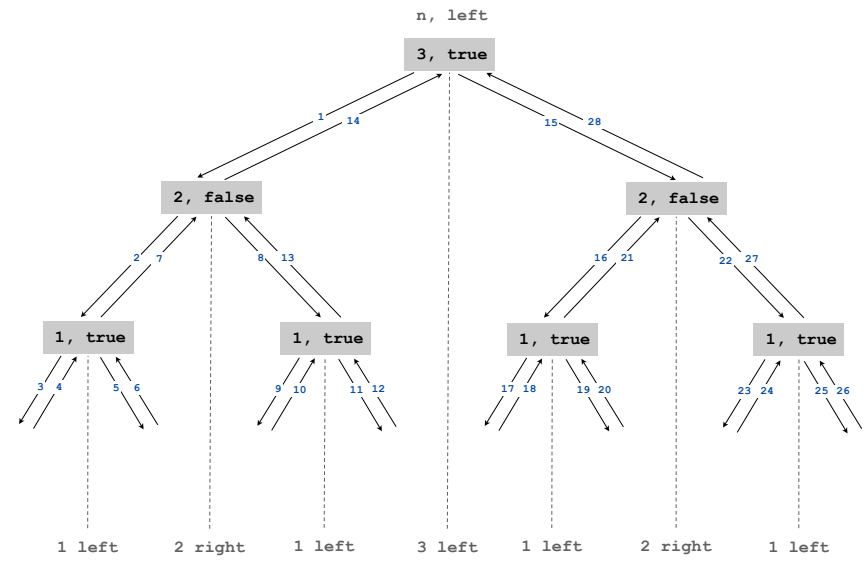 n, left
3, true
1
14
15
28
2, false
2, false
2
7
8
13
16
21
22
27
1, true
1, true
1, true
1, true
3
4
5
6
9
10
11
12
17
18
19
20
23
24
25
26
1 left
2 right
1 left
3 left
1 left
2 right
1 left